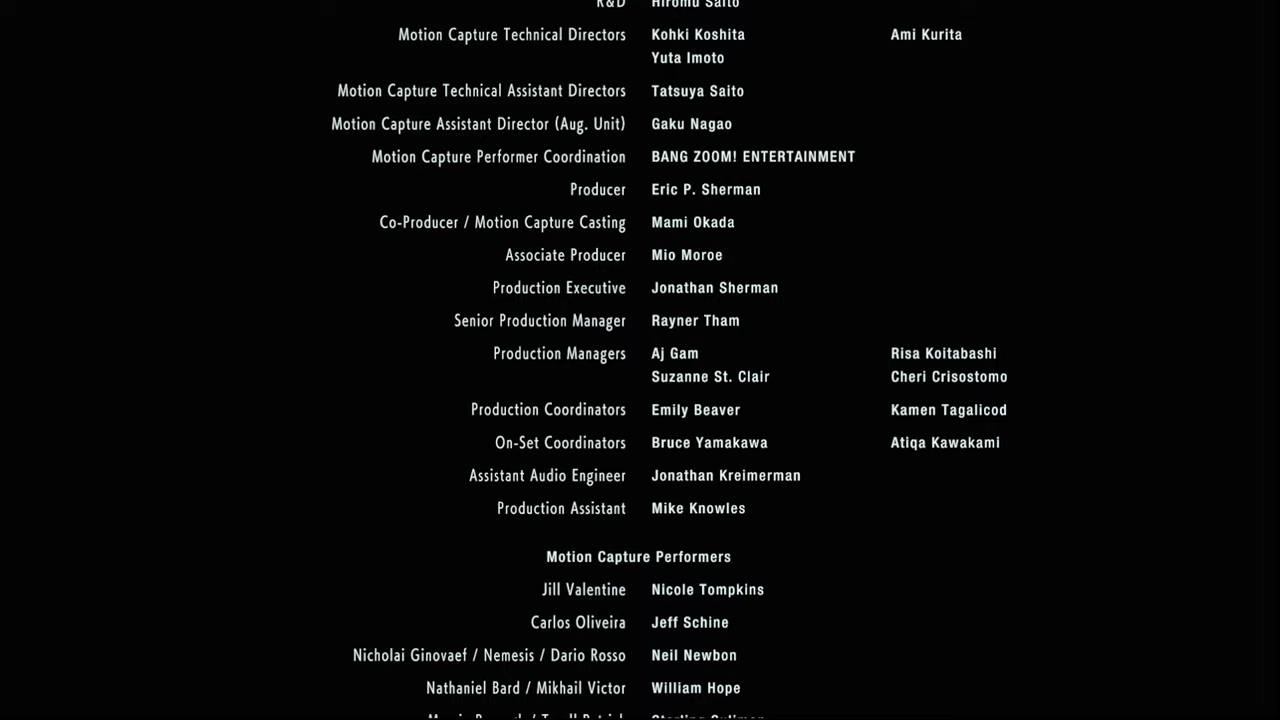 R&D Hiromu Saito
Motion Capture Technical Directors Kohki Koshita Ami Kurita
Yuta Imoto
Motion Capture Technical Assistant Directors Tatsuya Saito
Motion Capture Assistant Director (Aug. Unit) Gaku Nagao
Motion Capture Performer Coordination BANG ZOOM! ENTERTAINMENT
Producer Eric P. Sherman
Co-Producer / Motion Capture Casting Mami Okada
Associate Producer Mio Moroe
Production Executive Jonathan Sherman
Senior Production Manager Rayner Tham
Production Managers Aj Gam Risa Koitabashi
Suzanne St. Clair Cheri Crisostomo
Production Coordinators Emily Beaver Kamen Tagalicod
On-Set Coordinators Bruce Yamakawa Atiqa Kawakami
Assistant Audio Engineer Jonathan Kreimerman
Production Assistant Mike Knowles
Motion Capture Performers
Jill Valentine Nicole Tompkins
Carlos Oliveira Jeff Schine
Nicholai Ginovaef / Nemesis / Dario Rosso Neil Newbon
Nathaniel Bard / Mikhail Victor William Hope